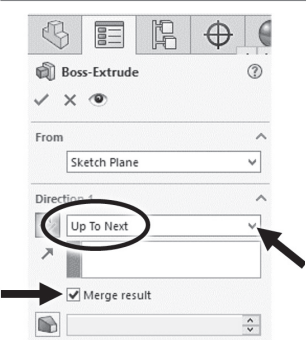 Boss-Extrude
From
Sketch Plane
Direction 1
Up To Next
Merge result